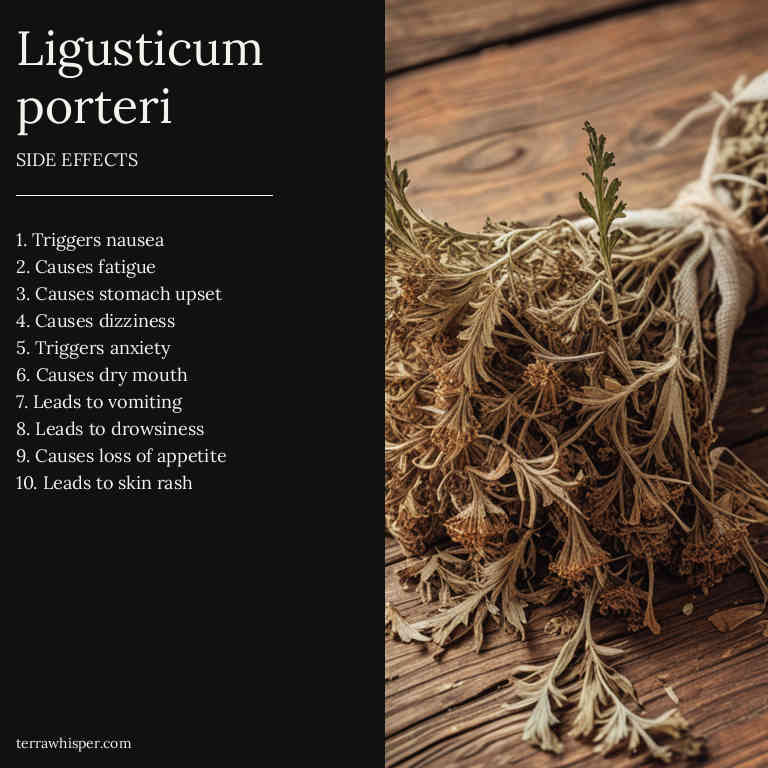 Ligusticum
porteri
SIDE EFFECTS
1. Triggers nausea
2. Causes fatigue
3. Causes stomach upset
4. Causes dizziness
5. Triggers anxiety
6. Causes dry mouth
7. Leads to vomiting
8. Leads to drowsiness
9. Causes loss of appetite
10. Leads to skin rash
terrawhisper.com